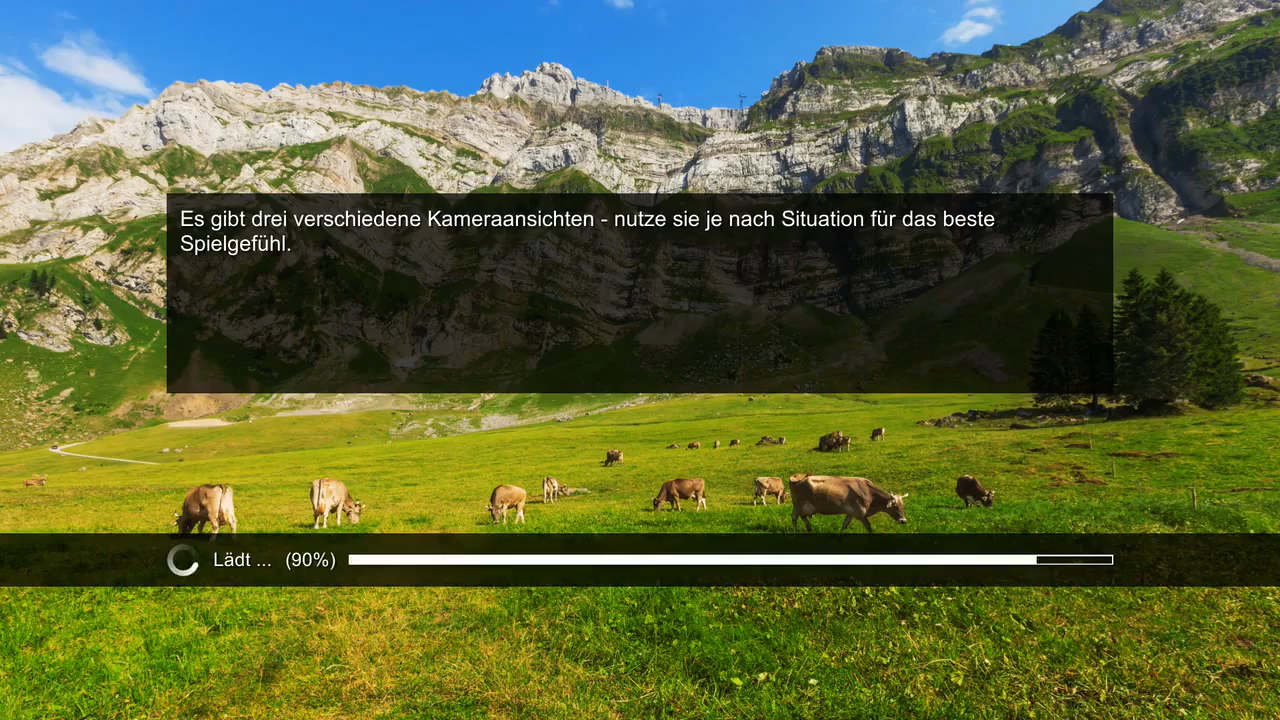 Es gibt drei verschiedene Kameraansichten - nutze sie je nach Situation für das beste
Spielgefühl.
Lädt ... (90%)